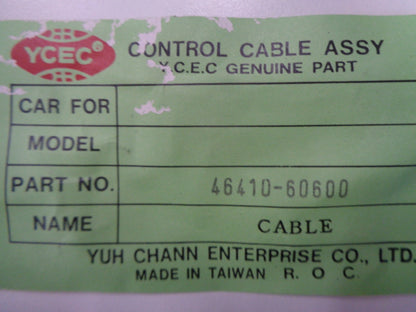 YCEC®
CONTROL CABLE ASSY
Y.C.E.C GENUINE PART
CAR FOR
MODEL
PART NO. 46410-60600
NAME CABLE
YUH CHANN ENTERPRISE CO., LTD.
MADE IN TAIWAN R. O C.